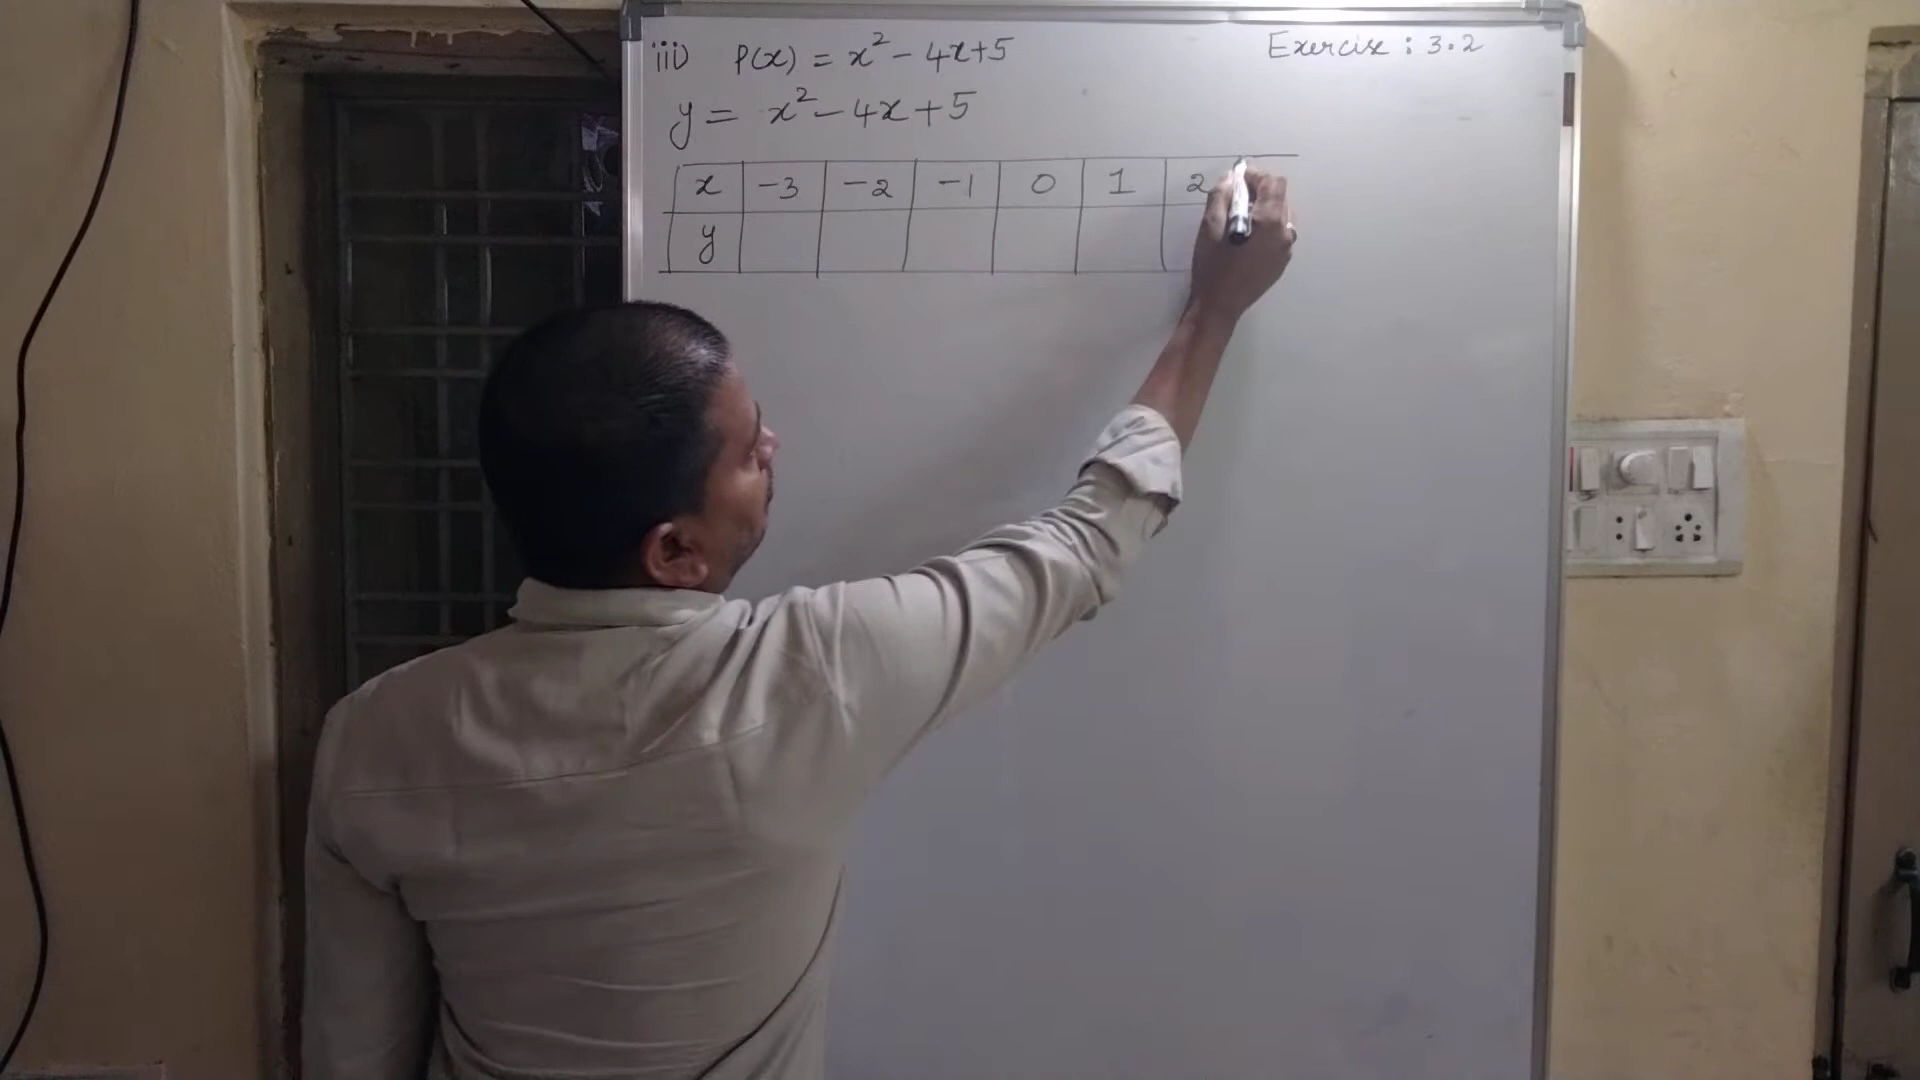 iii) P(x) = x² - 4x+5
Exercise : 3.2
y = x² - 4x + 5
x -3 -2 -1 0 1 2
y